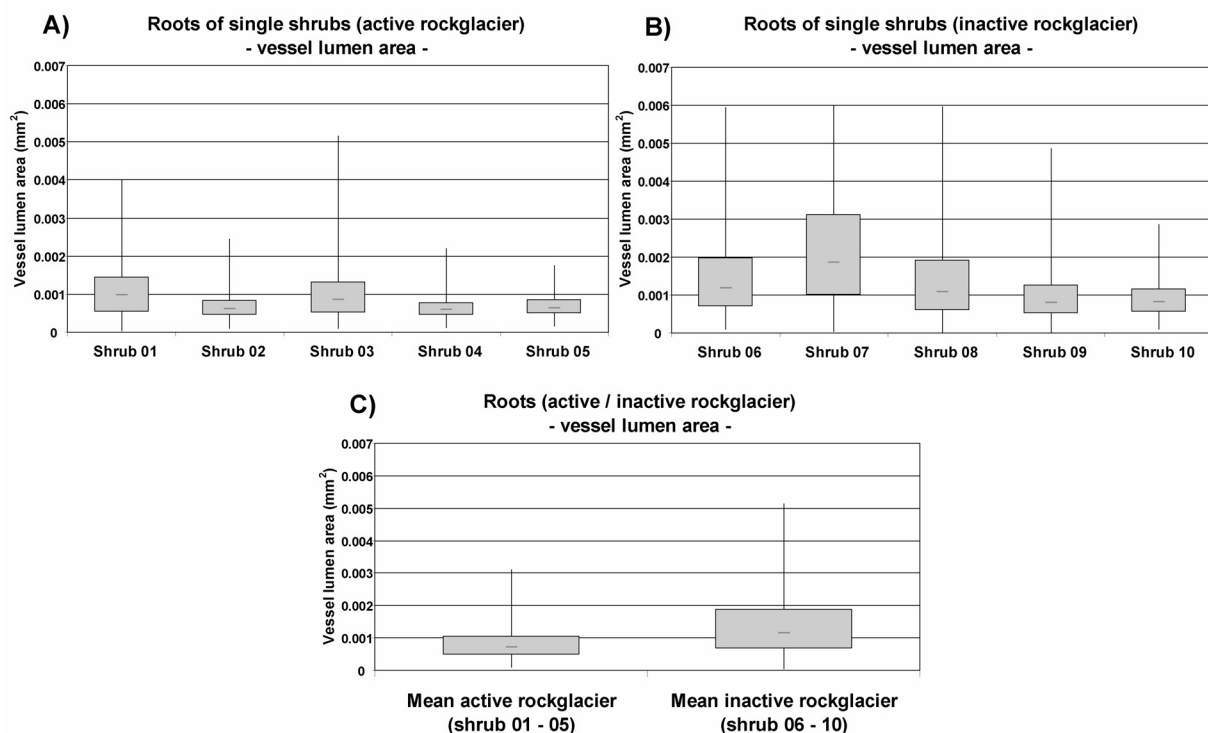 A)
Roots of single shrubs (active rockglacier)
- vessel lumen area -
Vessel lumen area (mm²)
0.007
0.006
0.005
0.004
0.003
0.002
0.001
0
Shrub 01 Shrub 02 Shrub 03 Shrub 04 Shrub 05
B)
Roots of single shrubs (inactive rockglacier)
- vessel lumen area -
Vessel lumen area (mm²)
0.007
0.006
0.005
0.004
0.003
0.002
0.001
0
Shrub 06 Shrub 07 Shrub 08 Shrub 09 Shrub 10
C)
Roots (active / inactive rockglacier)
- vessel lumen area -
Vessel lumen area (mm²)
0.007
0.006
0.005
0.004
0.003
0.002
0.001
0
Mean active rockglacier
(shrub 01 - 05)
Mean inactive rockglacier
(shrub 06 - 10)